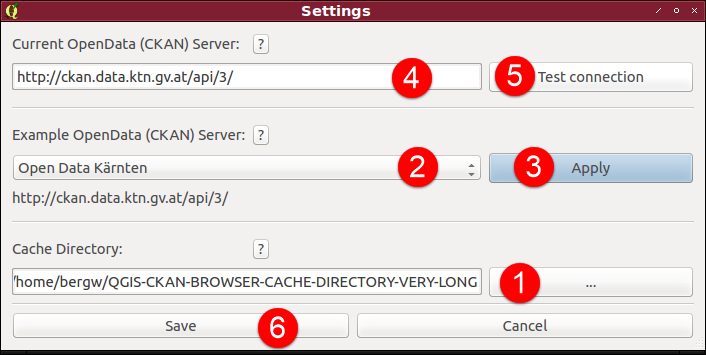 Settings
Current OpenData (CKAN) Server: ?
http://ckan.data.ktn.gv.at/api/3/ 4 5 Test connection
Example OpenData (CKAN) Server: ?
Open Data Kärnten 2 3 Apply
http://ckan.data.ktn.gv.at/api/3/
Cache Directory: ?
/home/bergw/QGIS-CKAN-BROWSER-CACHE-DIRECTORY-VERY-LONG 1 ...
Save 6 Cancel